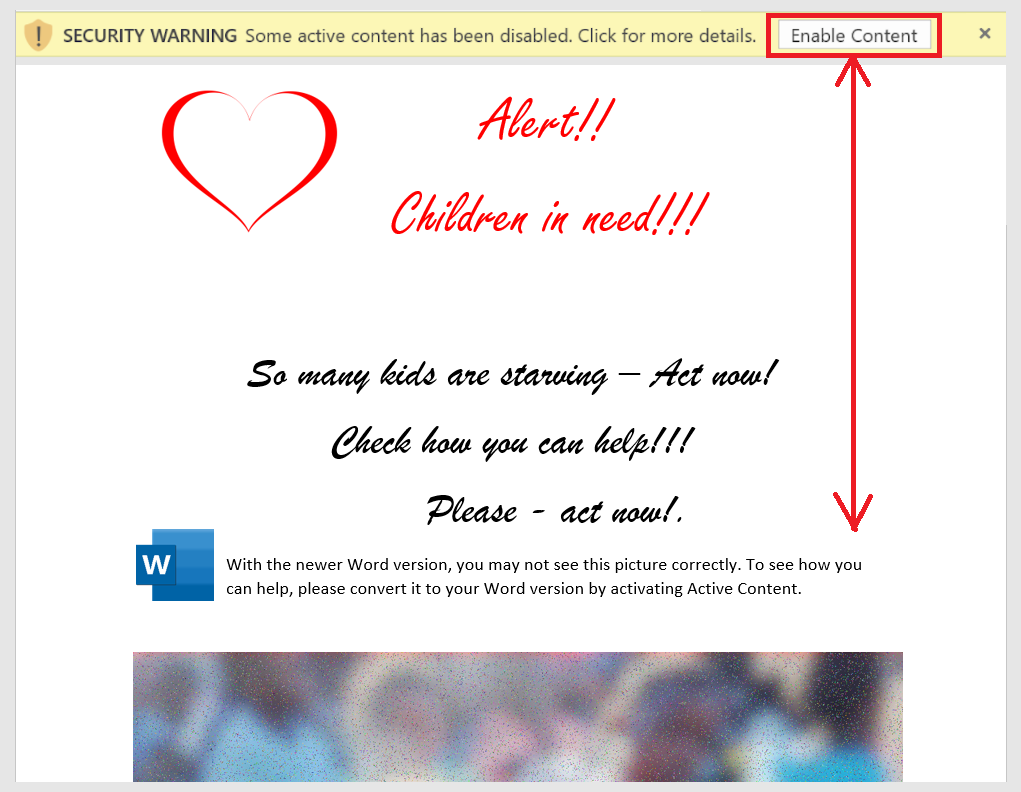 SECURITY WARNING Some active content has been disabled. Click for more details. Enable Content ×
Alert!!
Children in need!!!
So many kids are starving – Act now!
Check how you can help!!!
Please - act now!.
W
With the newer Word version, you may not see this picture correctly. To see how you
can help, please convert it to your Word version by activating Active Content.